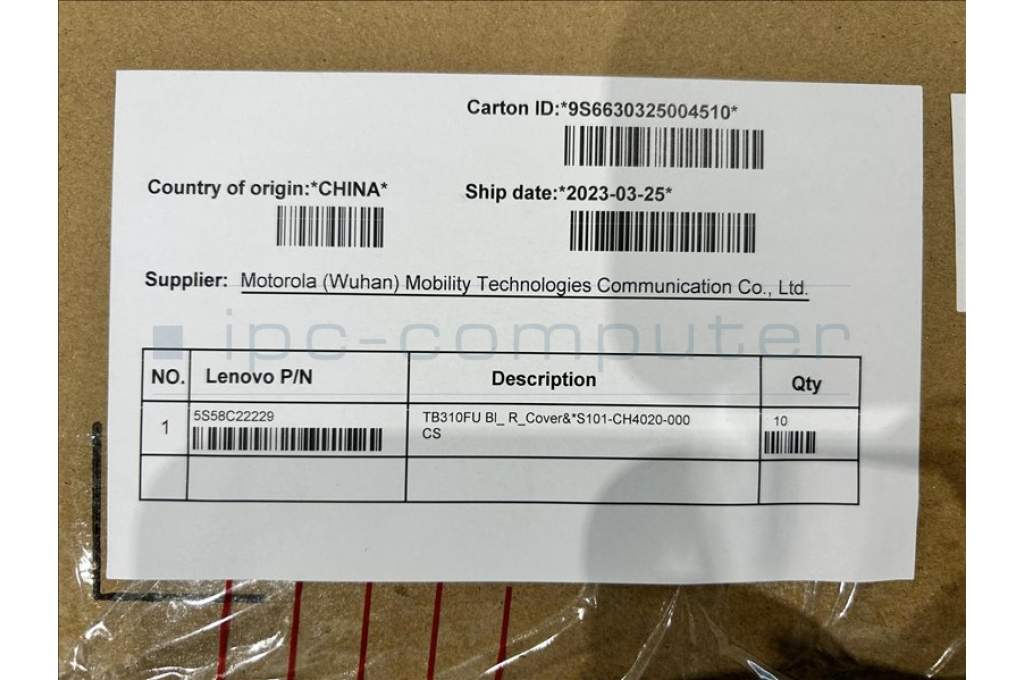 Carton ID:*9S6630325004510*
Country of origin:*CHINA*
Ship date:*2023-03-25*
Supplier: Motorola (Wuhan) Mobility Technologies Communication Co., Ltd.
ipc-computer
NO. Lenovo P/N Description Qty
1 5S58C22229 TB310FU Bl_ R_Cover&*S101-CH4020-000 10
CS